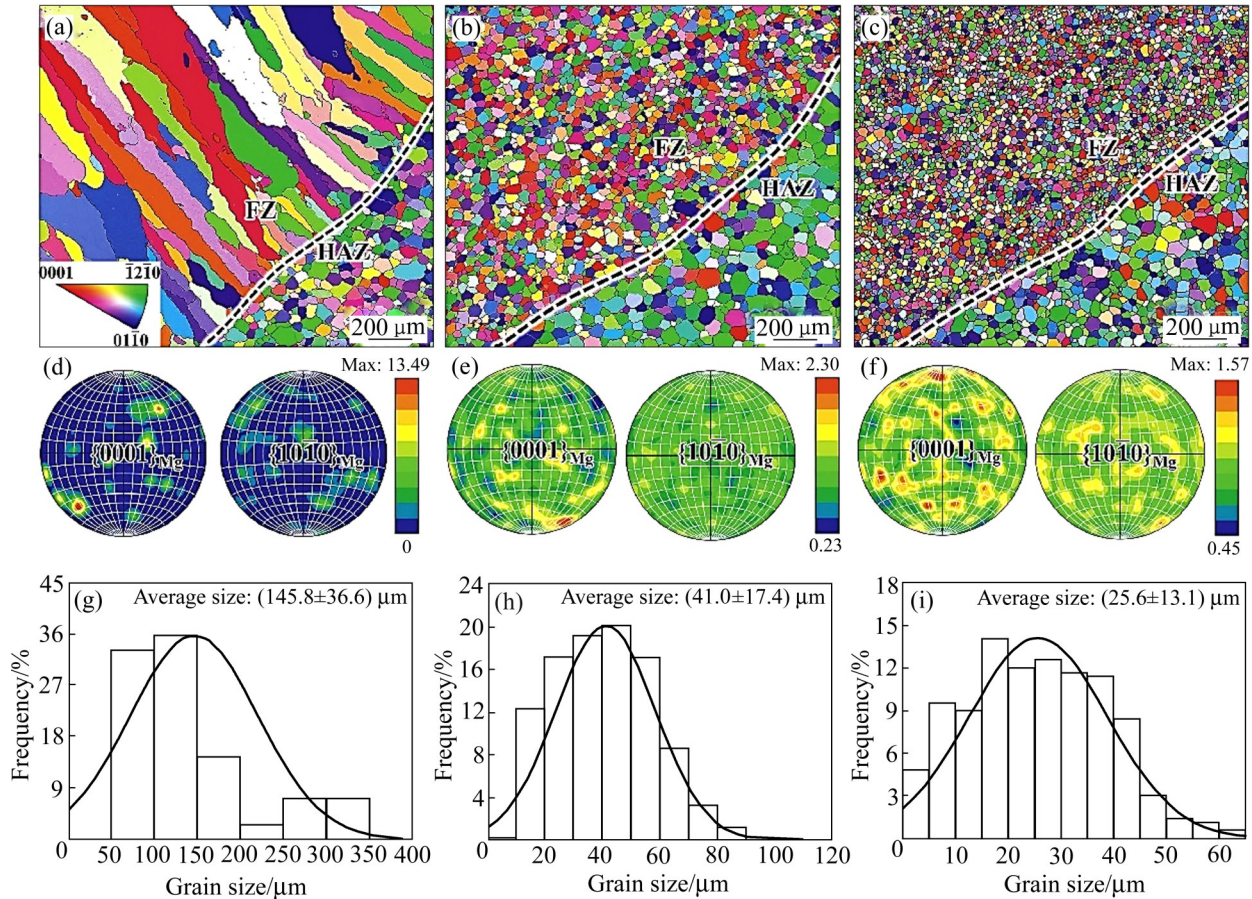 (a)
FZ
HAZ
0001
1̅21̅0
011̅0
200 μm
(b)
FZ
HAZ
200 μm
(c)
FZ
HAZ
200 μm
(d)
Max: 13.49
{0001}Mg
{101̅0}Mg
0
(e)
Max: 2.30
{0001}Mg
{101̅0}Mg
0.23
(f)
Max: 1.57
{0001}Mg
{101̅0}Mg
0.45
(g)
Average size: (145.8±36.6) μm
45
36
27
18
9
Frequency/%
0 50 100 150 200 250 300 350 400
Grain size/μm
(h)
Average size: (41.0±17.4) μm
24
20
16
12
8
4
Frequency/%
0 20 40 60 80 100 120
Grain size/μm
(i)
Average size: (25.6±13.1) μm
18
15
12
9
6
3
Frequency/%
0 10 20 30 40 50 60
Grain size/μm